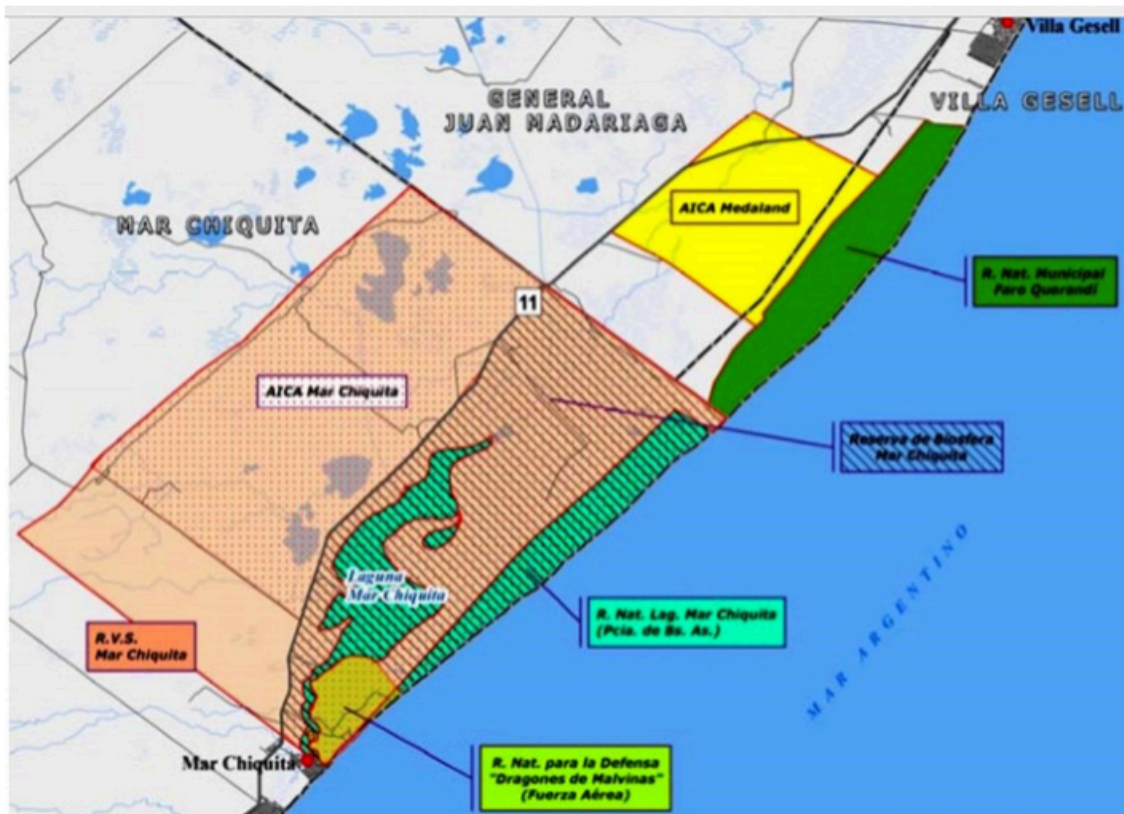 Villa Gesell
VILLA GESELL
GENERAL
JUAN MADARIAGA
MAR CHIQUITA
AICA Medaland
R. Nat. Municipal
Faro Querandí
11
AICA Mar Chiquita
Reserva de Biosfera
Mar Chiquita
Laguna
Mar Chiquita
R. Nat. Lag. Mar Chiquita
(Pcia. de Bs. As.)
R.V.S.
Mar Chiquita
MAR ARGENTINO
Mar Chiquita
R. Nat. para la Defensa
"Dragones de Malvinas"
(Fuerza Aérea)